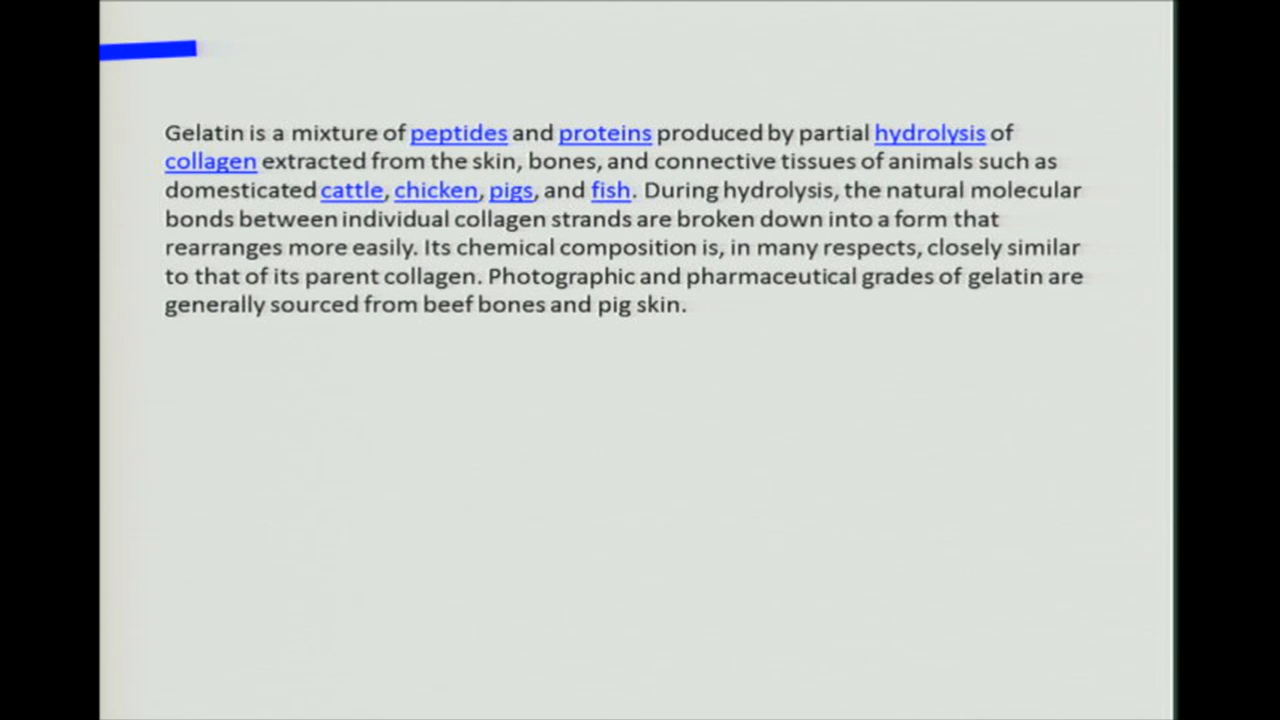 Gelatin is a mixture of peptides and proteins produced by partial hydrolysis of
collagen extracted from the skin, bones, and connective tissues of animals such as
domesticated cattle, chicken, pigs, and fish. During hydrolysis, the natural molecular
bonds between individual collagen strands are broken down into a form that
rearranges more easily. Its chemical composition is, in many respects, closely similar
to that of its parent collagen. Photographic and pharmaceutical grades of gelatin are
generally sourced from beef bones and pig skin.